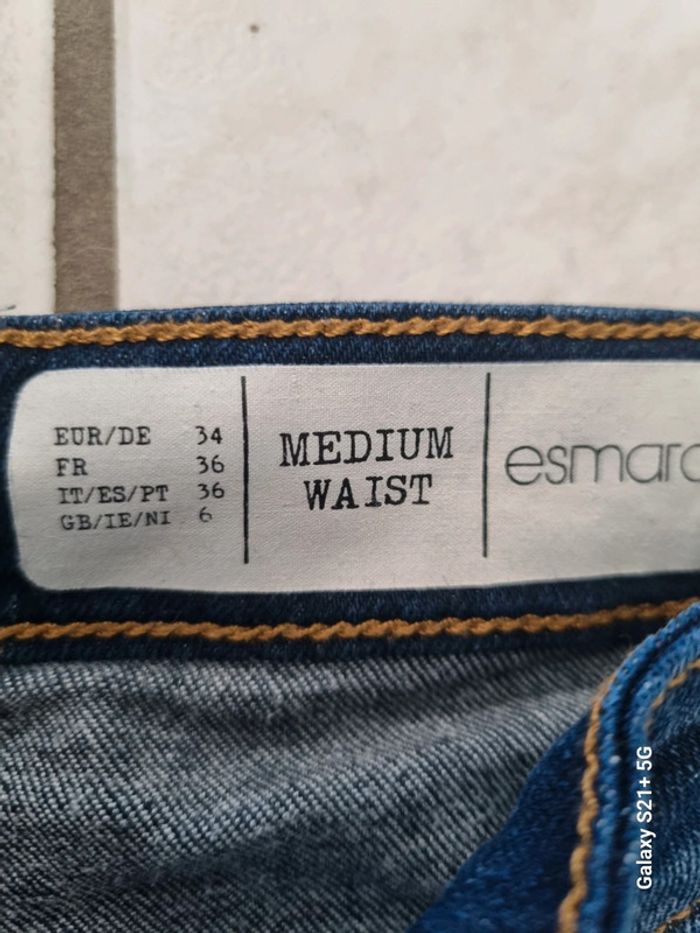 EUR/DE 34
FR 36
IT/ES/PT 36
GB/IE/NI 6
MEDIUM
WAIST
Galaxy S21+ 5G